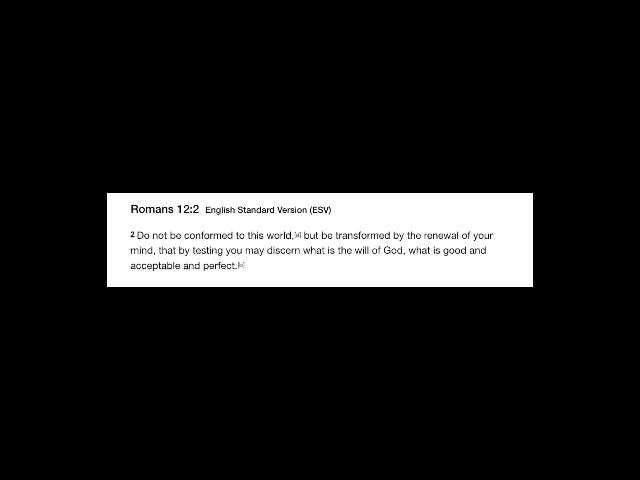 Romans 12:2 English Standard Version (ESV)
2 Do not be conformed to this world,[a] but be transformed by the renewal of your
mind, that by testing you may discern what is the will of God, what is good and
acceptable and perfect.[b]